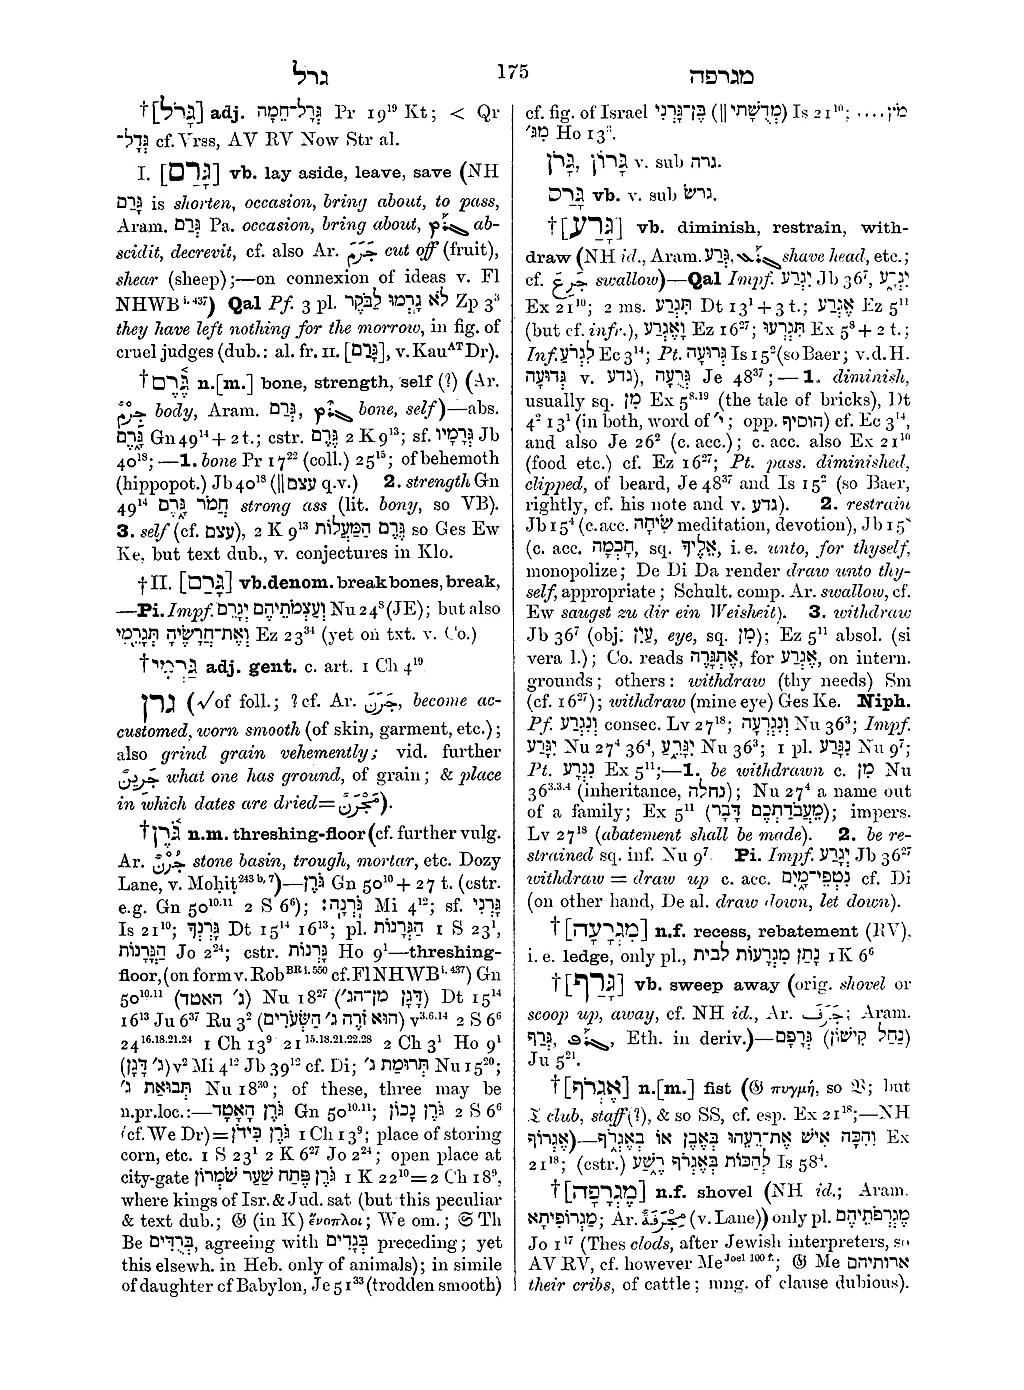 גרל
175
מגרפה
†[גָּרֹל] adj. גֳּרָל־חֵמָה Pr 19¹⁹ Kt; < Qr
גְּדָל־ cf. Vrss, AV RV Now Str al.
I. [גָּרַם] vb. lay aside, leave, save (NH
גָּרַם is shorten, occasion, bring about, to pass,
Aram. גְּרַם Pa. occasion, bring about, ab-
scidit, decrevit, cf. also Ar. جَرَمَ cut off (fruit),
shear (sheep);—on connexion of ideas v. Fl
NHWB i. 437) Qal Pf. 3 pl. לֹא גָֽרְמוּ לַבֹּקֶר Zp 3³
they have left nothing for the morrow, in fig. of
cruel judges (dub.: al. fr. II. [גָּרַם], v. Kau AT Dr).
†גֶּ֫רֶם n.[m.] bone, strength, self (?) (Ar.
جِرْمٌ body, Aram. גְּרַם, bone, self)—abs.
גָּ֑רֶם Gn 49¹⁴ + 2 t.; cstr. גֶּרֶם 2 K 9¹³; sf. גְּרָמָיו Jb
40¹⁸; —1. bone Pr 17²² (coll.) 25¹⁵; of behemoth
(hippopot.) Jb 40¹⁸ (‖ עצם q.v.) 2. strength Gn
49¹⁴ חֲמֹר גָּ֑רֶם strong ass (lit. bony, so VB).
3. self (cf. עצם), 2 K 9¹³ גֶּרֶם הַמַּעֲלוֹת so Ges Ew
Ke, but text dub., v. conjectures in Klo.
†II. [גָּרַם] vb.denom. break bones, break,
—Pi. Impf. וְעַצְמֹתֵיהֶם יְגָרֵם Nu 24⁸ (JE); but also
וְאֶת־חֲרָשֶׂיהָ תְּגָרֵ֑מִי Ez 23³⁴ (yet on txt. v. Co.)
†גַּרְמִי adj. gent. c. art. 1 Ch 4¹⁹
גרן (√ of foll.; ? cf. Ar. جَرَنَ, become ac-
customed, worn smooth (of skin, garment, etc.);
also grind grain vehemently; vid. further
جَرِينٌ what one has ground, of grain; & place
in which dates are dried=مَجْرَنٌ).
†גֹּ֫רֶן n.m. threshing-floor (cf. further vulg.
Ar. جُرْنٌ stone basin, trough, mortar, etc. Dozy
Lane, v. Moḥiṭ 243 b, 7)—גֹּרֶן Gn 50¹⁰ + 27 t. (cstr.
e.g. Gn 50¹⁰·¹¹ 2 S 6⁶); גֹּֽרְנָה׃ Mi 4¹²; sf. גָּרְנִי
Is 21¹⁰; גָּרְנְךָ Dt 15¹⁴ 16¹³; pl. הַגֳּרָנוֹת 1 S 23¹,
הַגֳּרָנוֹת Jo 2²⁴; cstr. גָּרְנוֹת Ho 9¹—threshing-
floor, (on form v. Rob BR i. 550 cf. Fl NHWB i. 437) Gn
50¹⁰·¹¹ (ג׳ האטד) Nu 18²⁷ (דָּגָן מן־הג׳) Dt 15¹⁴
16¹³ Ju 6³⁷ Ru 3² (הוּא זֹרֶה ג׳ הַשְּׂעֹרִים) v³·⁶·¹⁴ 2 S 6⁶
24¹⁶·¹⁸·²¹·²⁴ 1 Ch 13⁹ 21¹⁵·¹⁸·²¹·²²·²⁸ 2 Ch 3¹ Ho 9¹
(ג׳ דָּגָן) v² Mi 4¹² Jb 39¹² cf. Di; תְּרוּמַת ג׳ Nu 15²⁰;
תְּבוּאַת ג׳ Nu 18³⁰; of these, three may be
n.pr.loc.:—גֹּרֶן הָאָטָד Gn 50¹⁰·¹¹; גֹּרֶן נָכוֹן 2 S 6⁶
(cf. We Dr) = גֹּרֶן כִּידֹן 1 Ch 13⁹; place of storing
corn, etc. 1 S 23¹ 2 K 6²⁷ Jo 2²⁴; open place at
city-gate גֹּרֶן פֶּתַח שַׁעַר שֹׁמְרוֹן 1 K 22¹⁰=2 Ch 18⁹,
where kings of Isr. & Jud. sat (but this peculiar
& text dub.; 𝔊 (in K) ἔνοπλοι; We om.; 𝔖 Th
Be בְּרֻדִּים, agreeing with בְּגָדִים preceding; yet
this elsewh. in Heb. only of animals); in simile
of daughter cf Babylon, Je 51³³ (trodden smooth)
cf. fig. of Israel בֶּן־גָּרְנִי (‖ מְדֻשָׁתִי) Is 21¹⁰; מֹץ....
מִגּ׳ Ho 13³.
גָּרוֹן, גָּרֹן v. sub גרה.
גָּרַס vb. v. sub גרשׂ.
†[גָּרַע] vb. diminish, restrain, with-
draw (NH id., Aram. גְּרַע, shave head, etc.;
cf. جَرَعَ swallow)—Qal Impf. יִגְרַע Jb 36⁷, יִגְרָ֑ע
Ex 21¹⁰; 2 ms. תִּגְרַע Dt 13¹ + 3 t.; אֶגְרַע Ez 5¹¹
(but cf. infr.), וָאֶגְרַע Ez 16²⁷; תִגְרְעוּ Ex 5⁸ + 2 t.;
Inf. לִגְרֹעַ Ec 3¹⁴; Pt. גְּרוּעָה Is 15² (so Baer; v.d.H.
גְּדוּעָה v. גדע), גְּרֻעָה Je 48³⁷; —1. diminish,
usually sq. מִן Ex 5⁸·¹⁹ (the tale of bricks), Dt
4² 13¹ (in both, word of י׳; opp. הוסיף) cf. Ec 3¹⁴,
and also Je 26² (c. acc.); c. acc. also Ex 21¹⁰
(food etc.) cf. Ez 16²⁷; Pt. pass. diminished,
clipped, of beard, Je 48³⁷ and Is 15² (so Baer,
rightly, cf. his note and v. גדע). 2. restrain
Jb 15⁴ (c. acc. שִׂיחָה meditation, devotion), Jb 15⁸
(c. acc. חָכְמָה, sq. אֵלֶיךָ, i.e. unto, for thyself,
monopolize; De Di Da render draw unto thy-
self, appropriate; Schult. comp. Ar. swallow, cf.
Ew saugst zu dir ein Weisheit). 3. withdraw
Jb 36⁷ (obj. עַיִן, eye, sq. מִן); Ez 5¹¹ absol. (si
vera l.); Co. reads אֶתְגָּרֶה, for אֶגְרַע, on intern.
grounds; others: withdraw (thy needs) Sm
(cf. 16²⁷); withdraw (mine eye) Ges Ke. Niph.
Pf. וְנִגְרַע consec. Lv 27¹⁸; וְנִגְרְעָה Nu 36³; Impf.
יִגָּרַע Nu 27⁴ 36⁴, יִגָּרֵעַ Nu 36³; 1 pl. נִגָּרַע Nu 9⁷;
Pt. נִגְרָע Ex 5¹¹;—1. be withdrawn c. מִן Nu
36³·³·⁴ (inheritance, נחלה); Nu 27⁴ a name out
of a family; Ex 5¹¹ (מֵעֲבֹדַתְכֶם דָּבָר); impers.
Lv 27¹⁸ (abatement shall be made). 2. be re-
strained sq. inf. Nu 9⁷. Pi. Impf. יְגָרַע Jb 36²⁷
withdraw = draw up c. acc. נִטְפֵי־מָ֑יִם cf. Di
(on other hand, De al. draw down, let down).
†[מִגְרָעָה] n.f. recess, rebatement (RV),
i. e. ledge, only pl., נָתַן מִגְרָעוֹת לבית 1 K 6⁶
†[גָּרַף] vb. sweep away (orig. shovel or
scoop up, away, cf. NH id., Ar. جَرَفَ; Aram.
גְּרַף, Eth. in deriv.)—גְּרָפָם (נַחַל קִישׁוֹן)
Ju 5²¹.
†[אֶגְרֹף] n.[m.] fist (𝔊 πυγμή, so 𝔙; but
𝔗 club, staff (?), & so SS, cf. esp. Ex 21¹⁸;—NH
אֶגְרוֹף)—וְהִכָּה אִישׁ אֶת־רֵעֵהוּ בְּאֶבֶן אוֹ בְאֶגְרֹף Ex
21¹⁸; (cstr.) לְהַכּוֹת בְּאֶגְרֹף רֶשַׁע Is 58⁴.
†[מֶגְרָפָה] n.f. shovel (NH id.; Aram.
מגרופיתא; Ar. مِجْرَفَةٌ (v. Lane)) only pl. מֶגְרְפֹתֵיהֶם
Jo 1¹⁷ (Thes clods, after Jewish interpreters, so
AV RV, cf. however Me Joel 100 f.; 𝔊 Me ארותיהם
their cribs, of cattle; mng. of clause dubious).